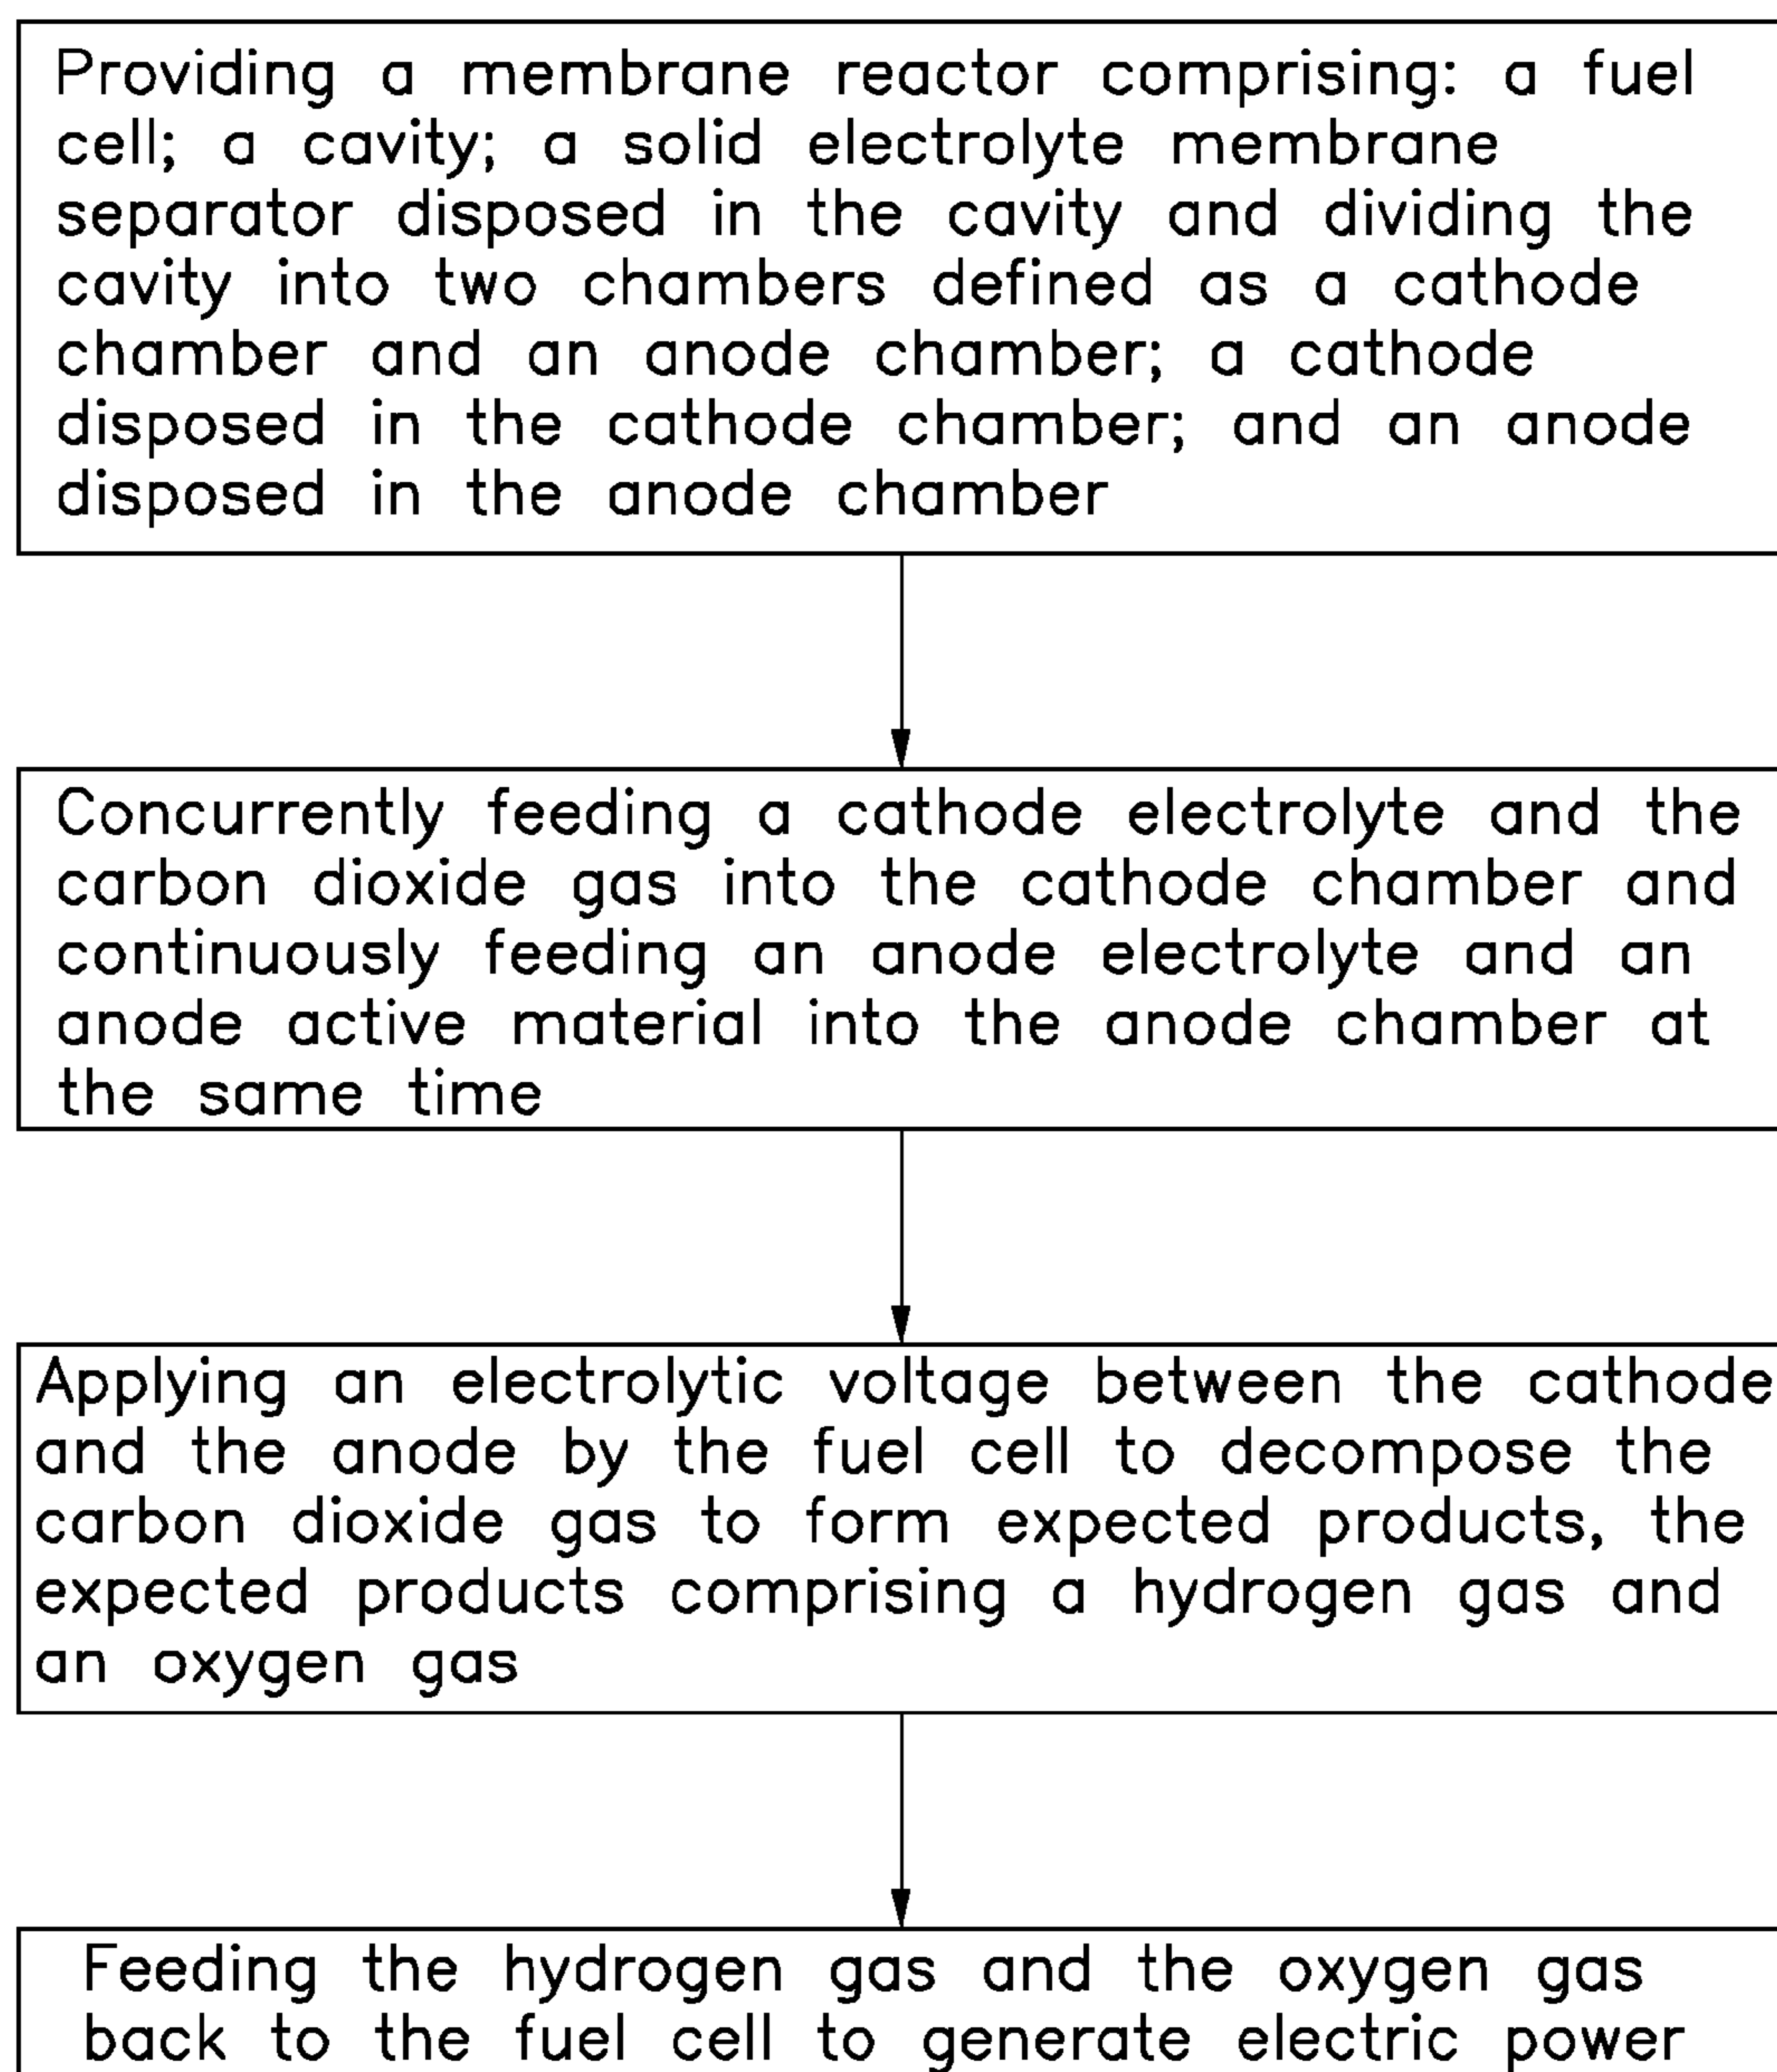 Providing a membrane reactor comprising: a fuel
cell; a cavity; a solid electrolyte membrane
separator disposed in the cavity and dividing the
cavity into two chambers defined as a cathode
chamber and an anode chamber; a cathode
disposed in the cathode chamber; and an anode
disposed in the anode chamber
Concurrently feeding a cathode electrolyte and the
carbon dioxide gas into the cathode chamber and
continuously feeding an anode electrolyte and an
anode active material into the anode chamber at
the same time
Applying an electrolytic voltage between the cathode
and the anode by the fuel cell to decompose the
carbon dioxide gas to form expected products, the
expected products comprising a hydrogen gas and
an oxygen gas
Feeding the hydrogen gas and the oxygen gas
back to the fuel cell to generate electric power